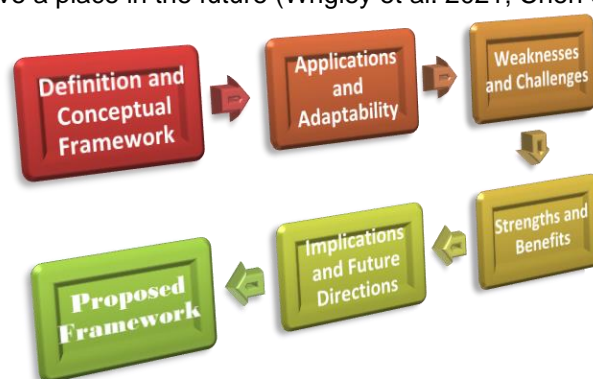 ve a place in the future (Wrigley et al. 2021; Chen
Definition and
Conceptual
Framework
Applications
and
Adaptability
Weaknesses
and Challenges
Strengths and
Benefits
Implications
and Future
Directions
Proposed
Framework